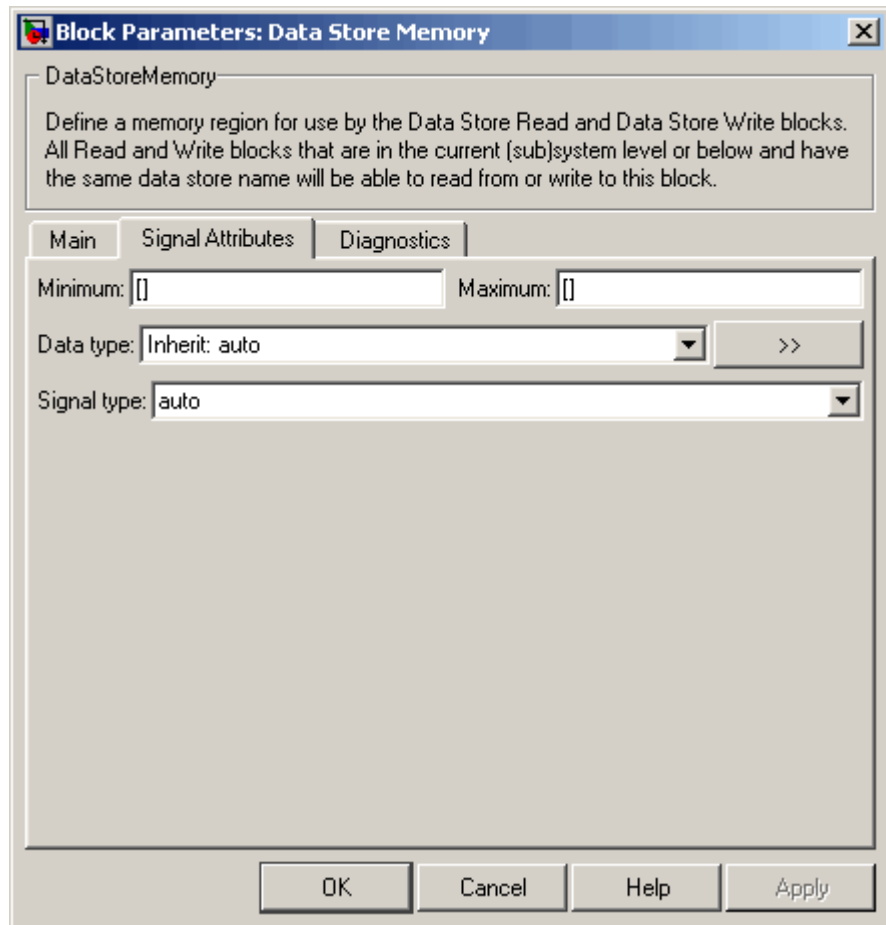 Block Parameters: Data Store Memory
DataStoreMemory
Define a memory region for use by the Data Store Read and Data Store Write blocks.
All Read and Write blocks that are in the current (sub)system level or below and have
the same data store name will be able to read from or write to this block.
Main Signal Attributes Diagnostics
Minimum: [] Maximum: []
Data type: Inherit: auto >>
Signal type: auto
OK Cancel Help Apply